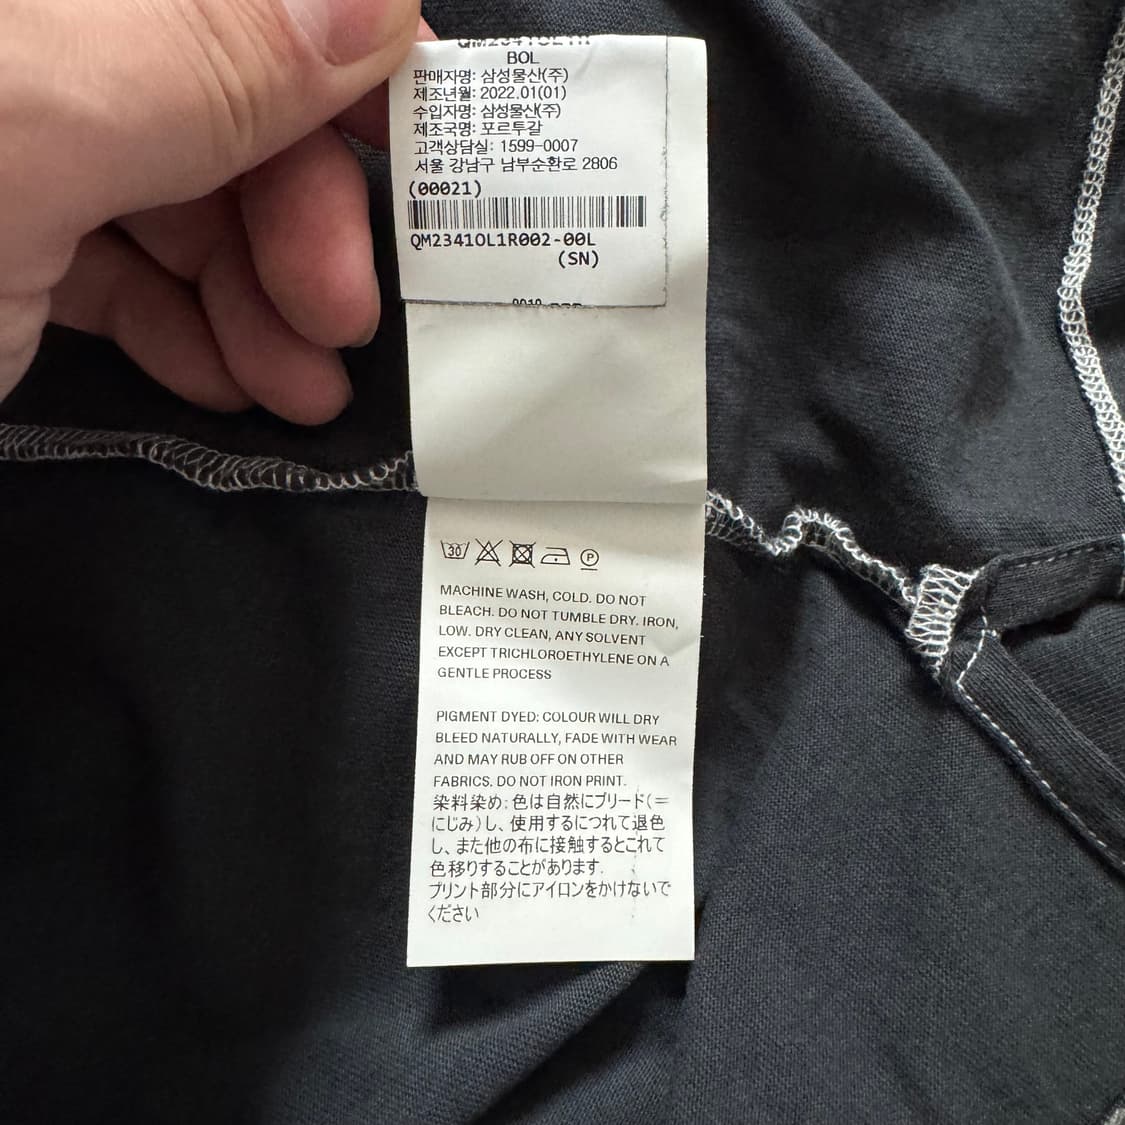 BOL
판매자명: 삼성물산(주)
제조년월: 2022.01(01)
수입자명: 삼성물산(주)
제조국명: 포르투갈
고객상담실: 1599-0007
서울 강남구 남부순환로 2806
(00021)
QM2341OL1R002-00L
(SN)
30
P
MACHINE WASH, COLD. DO NOT
BLEACH. DO NOT TUMBLE DRY. IRON,
LOW. DRY CLEAN, ANY SOLVENT
EXCEPT TRICHLOROETHYLENE ON A
GENTLE PROCESS
PIGMENT DYED: COLOUR WILL DRY
BLEED NATURALLY, FADE WITH WEAR
AND MAY RUB OFF ON OTHER
FABRICS. DO NOT IRON PRINT.
染料染め: 色は自然にブリード(=
にじみ)し、使用するにつれて退色
し、また他の布に接触するとこれて
色移りすることがあります.
プリント部分にアイロンをかけないで
ください